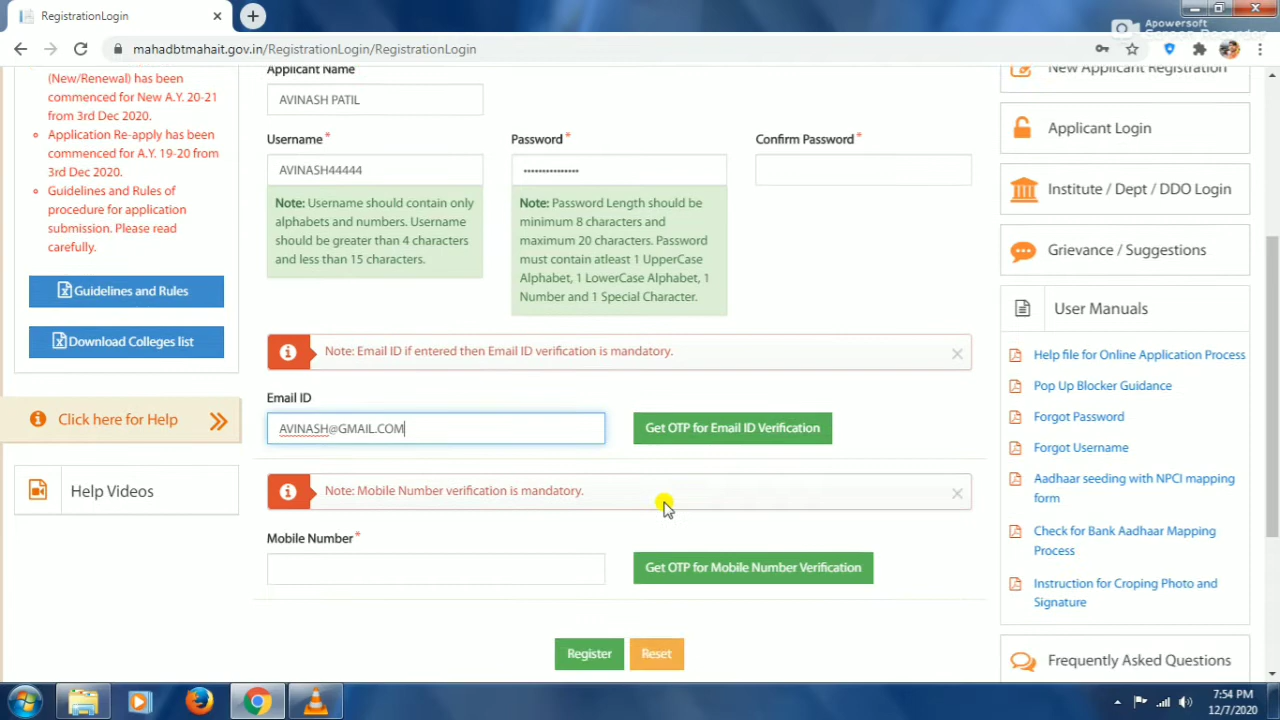 RegistrationLogin
Apowersoft
Screen Recorder
mahadbtmahait.gov.in/RegistrationLogin/RegistrationLogin
(New/Renewal) has been
commenced for New A.Y. 20-21
from 3rd Dec 2020.
Application Re-apply has been
commenced for A.Y. 19-20 from
3rd Dec 2020.
Guidelines and Rules of
procedure for application
submission. Please read
carefully.
Guidelines and Rules
Download Colleges list
Click here for Help
Help Videos
Applicant Name
AVINASH PATIL
Username *
AVINASH44444
Note: Username should contain only
alphabets and numbers. Username
should be greater than 4 characters
and less than 15 characters.
Password *
Note: Password Length should be
minimum 8 characters and
maximum 20 characters. Password
must contain atleast 1 UpperCase
Alphabet, 1 LowerCase Alphabet, 1
Number and 1 Special Character.
Confirm Password *
Note: Email ID if entered then Email ID verification is mandatory.
Email ID
AVINASH@GMAIL.COM
Get OTP for Email ID Verification
Note: Mobile Number verification is mandatory.
Mobile Number *
Get OTP for Mobile Number Verification
Register
Reset
New Applicant Registration
Applicant Login
Institute / Dept / DDO Login
Grievance / Suggestions
User Manuals
Help file for Online Application Process
Pop Up Blocker Guidance
Forgot Password
Forgot Username
Aadhaar seeding with NPCI mapping
form
Check for Bank Aadhaar Mapping
Process
Instruction for Croping Photo and
Signature
Frequently Asked Questions
7:54 PM
12/7/2020